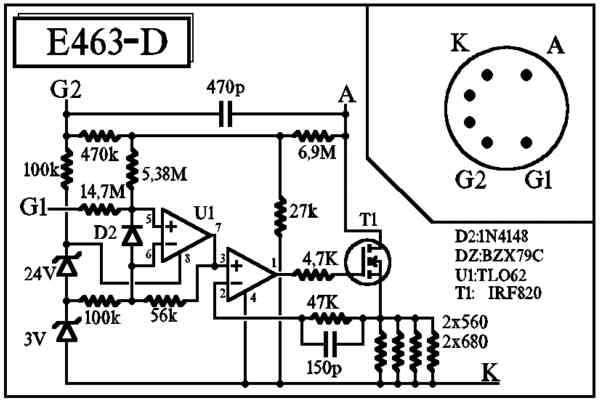 E463-D
G2
470p
A
K
A
470k
6,9M
100k
5,38M
14,7M
G1
U1
G2
G1
27k
T1
5
7
D2
6
8
24V
4,7K
3
1
2
4
D2:1N4148
DZ:BZX79C
U1:TLO62
T1: IRF820
100k
56k
47K
3V
150p
2x560
2x680
K